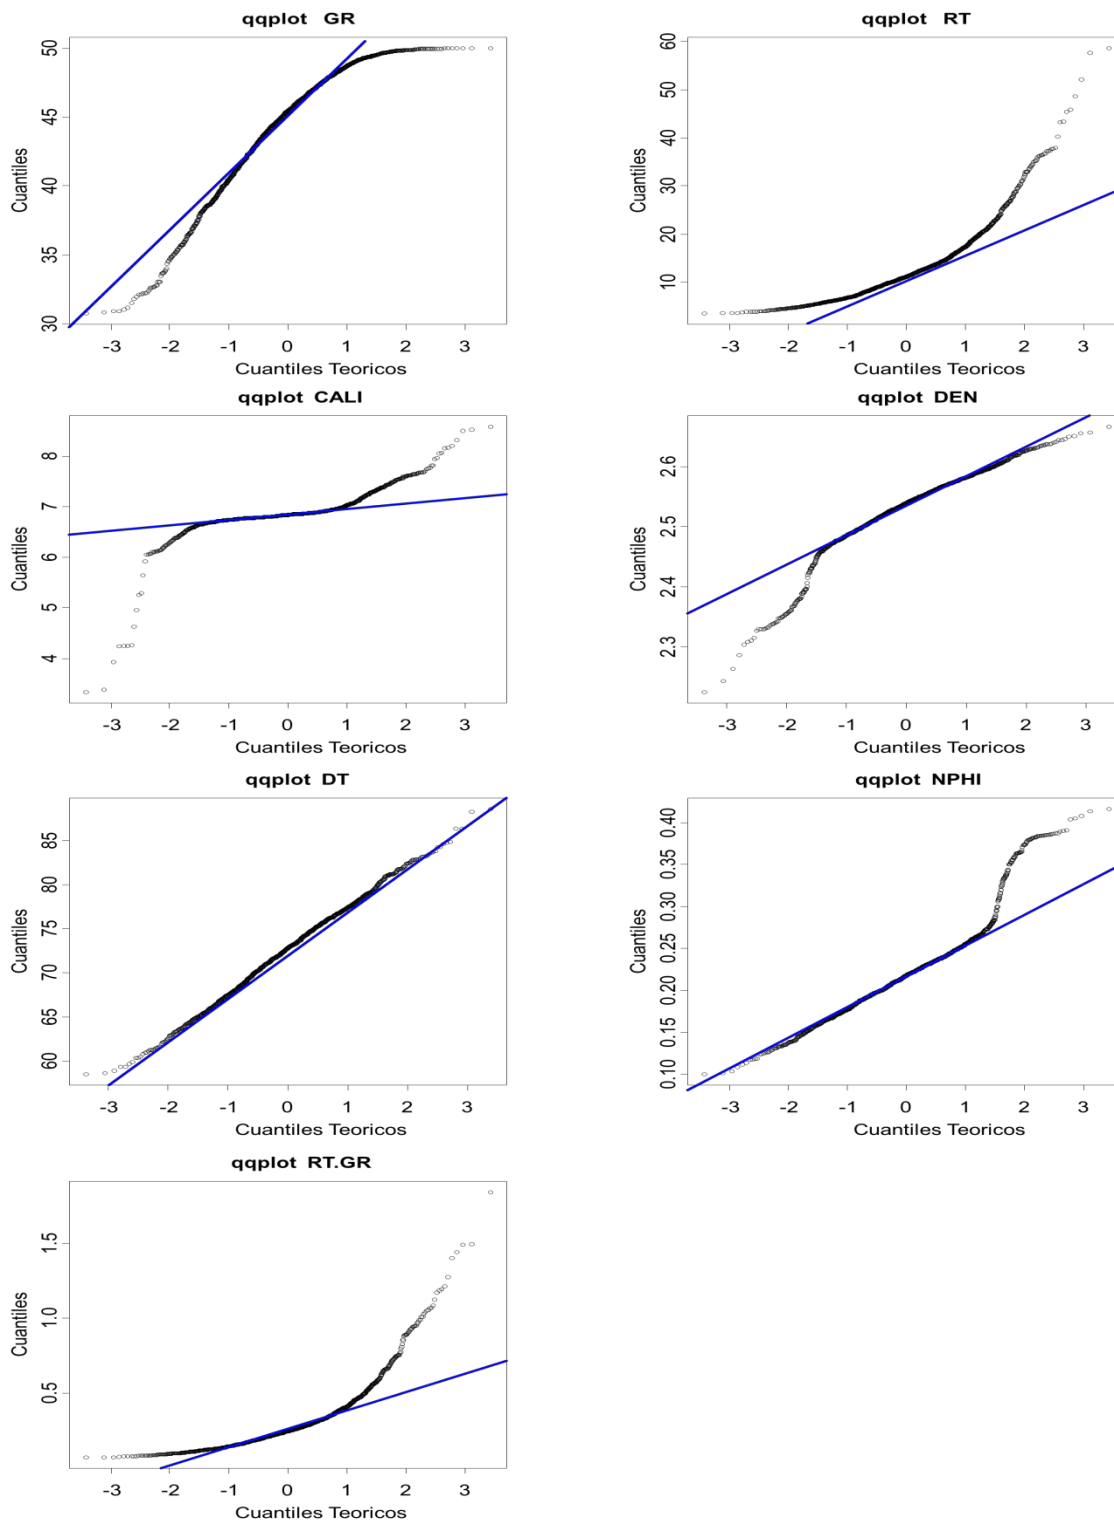 qqplot GR
50
45
40
35
30
Cuantiles
-3 -2 -1 0 1 2 3
Cuantiles Teoricos
qqplot RT
60
50
40
30
20
10
Cuantiles
-3 -2 -1 0 1 2 3
Cuantiles Teoricos
qqplot CALI
8
7
6
5
4
Cuantiles
-3 -2 -1 0 1 2 3
Cuantiles Teoricos
qqplot DEN
2.6
2.5
2.4
2.3
Cuantiles
-3 -2 -1 0 1 2 3
Cuantiles Teoricos
qqplot DT
85
80
75
70
65
60
Cuantiles
-3 -2 -1 0 1 2 3
Cuantiles Teoricos
qqplot NPHI
0.40
0.35
0.30
0.25
0.20
0.15
0.10
Cuantiles
-3 -2 -1 0 1 2 3
Cuantiles Teoricos
qqplot RT.GR
1.5
1.0
0.5
Cuantiles
-3 -2 -1 0 1 2 3
Cuantiles Teoricos